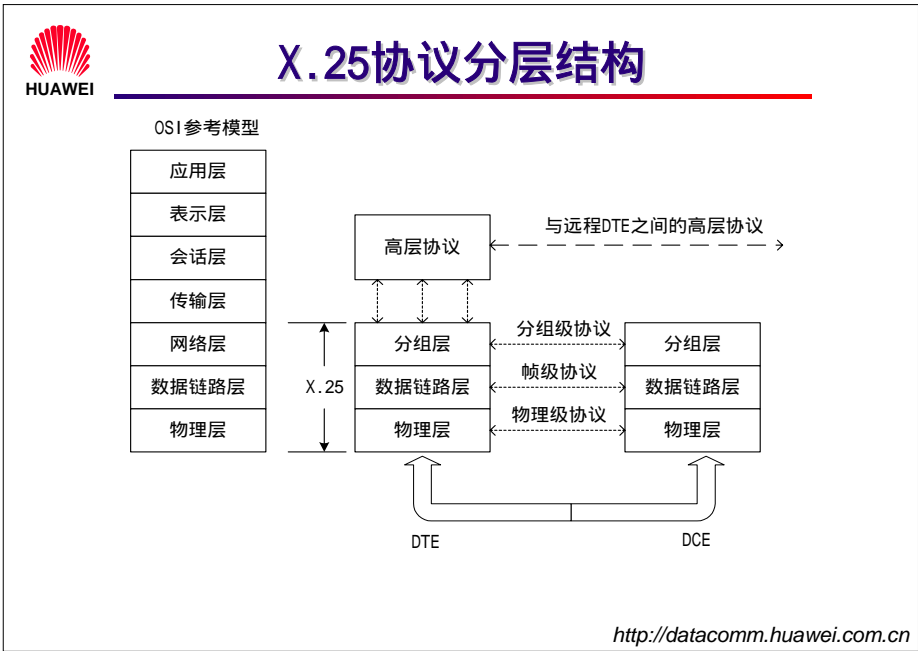 HUAWEI
X.25协议分层结构
OSI参考模型
应用层
表示层
会话层
传输层
网络层
数据链路层
物理层
高层协议
与远程DTE之间的高层协议
X.25
分组层
数据链路层
物理层
分组级协议
帧级协议
物理级协议
分组层
数据链路层
物理层
DTE
DCE
http://datacomm.huawei.com.cn